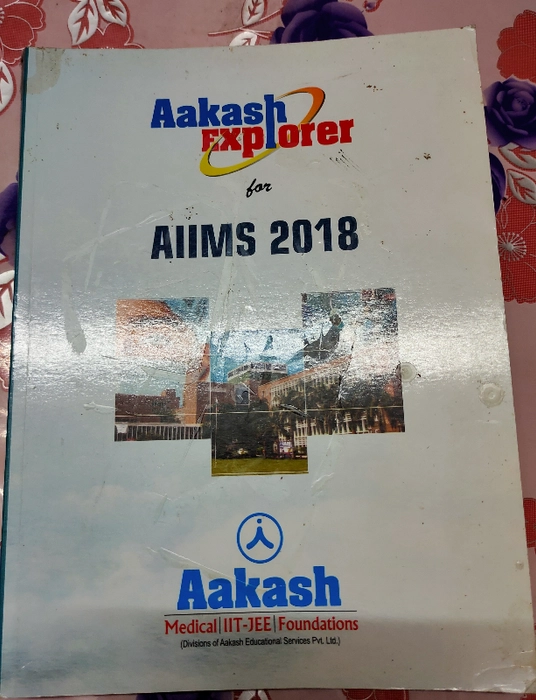 Aakash
Explorer
for
AIIMS 2018
Aakash
Medical|IIT-JEE|Foundations
(Divisions of Aakash Educational Services Pvt. Ltd.)